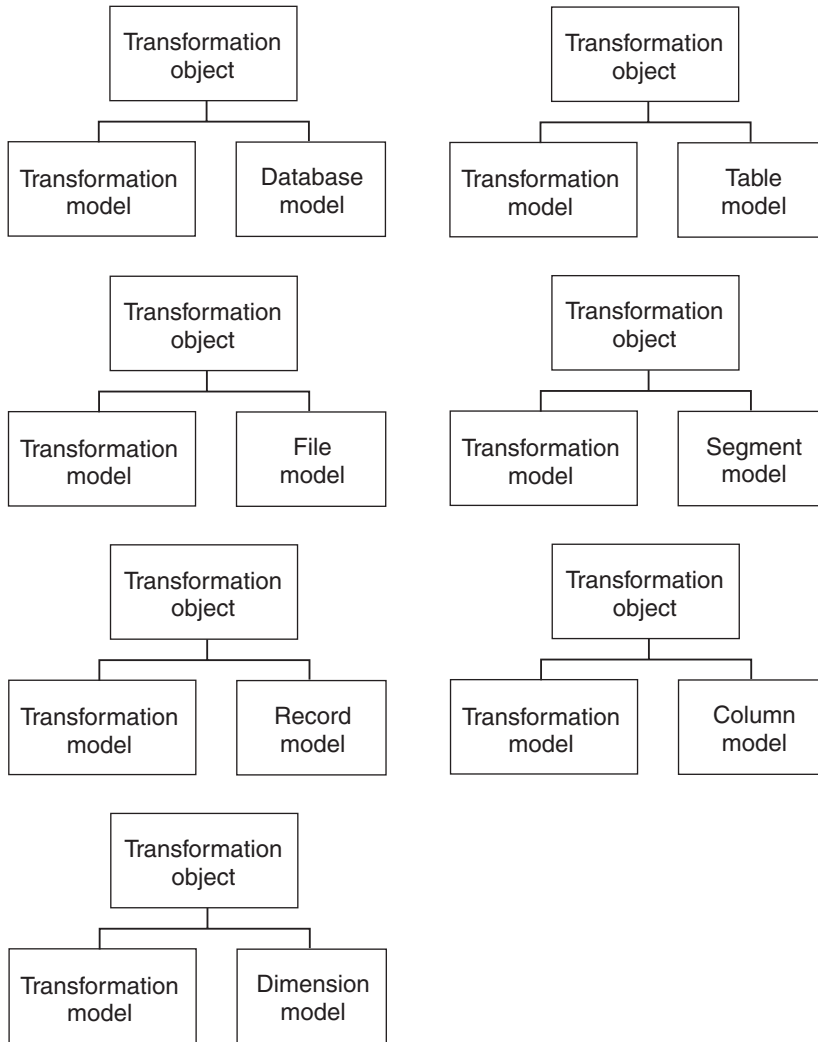 Transformation
object
Transformation
model
Database
model
Transformation
object
Transformation
model
Table
model
Transformation
object
Transformation
model
File
model
Transformation
object
Transformation
model
Segment
model
Transformation
object
Transformation
model
Record
model
Transformation
object
Transformation
model
Column
model
Transformation
object
Transformation
model
Dimension
model